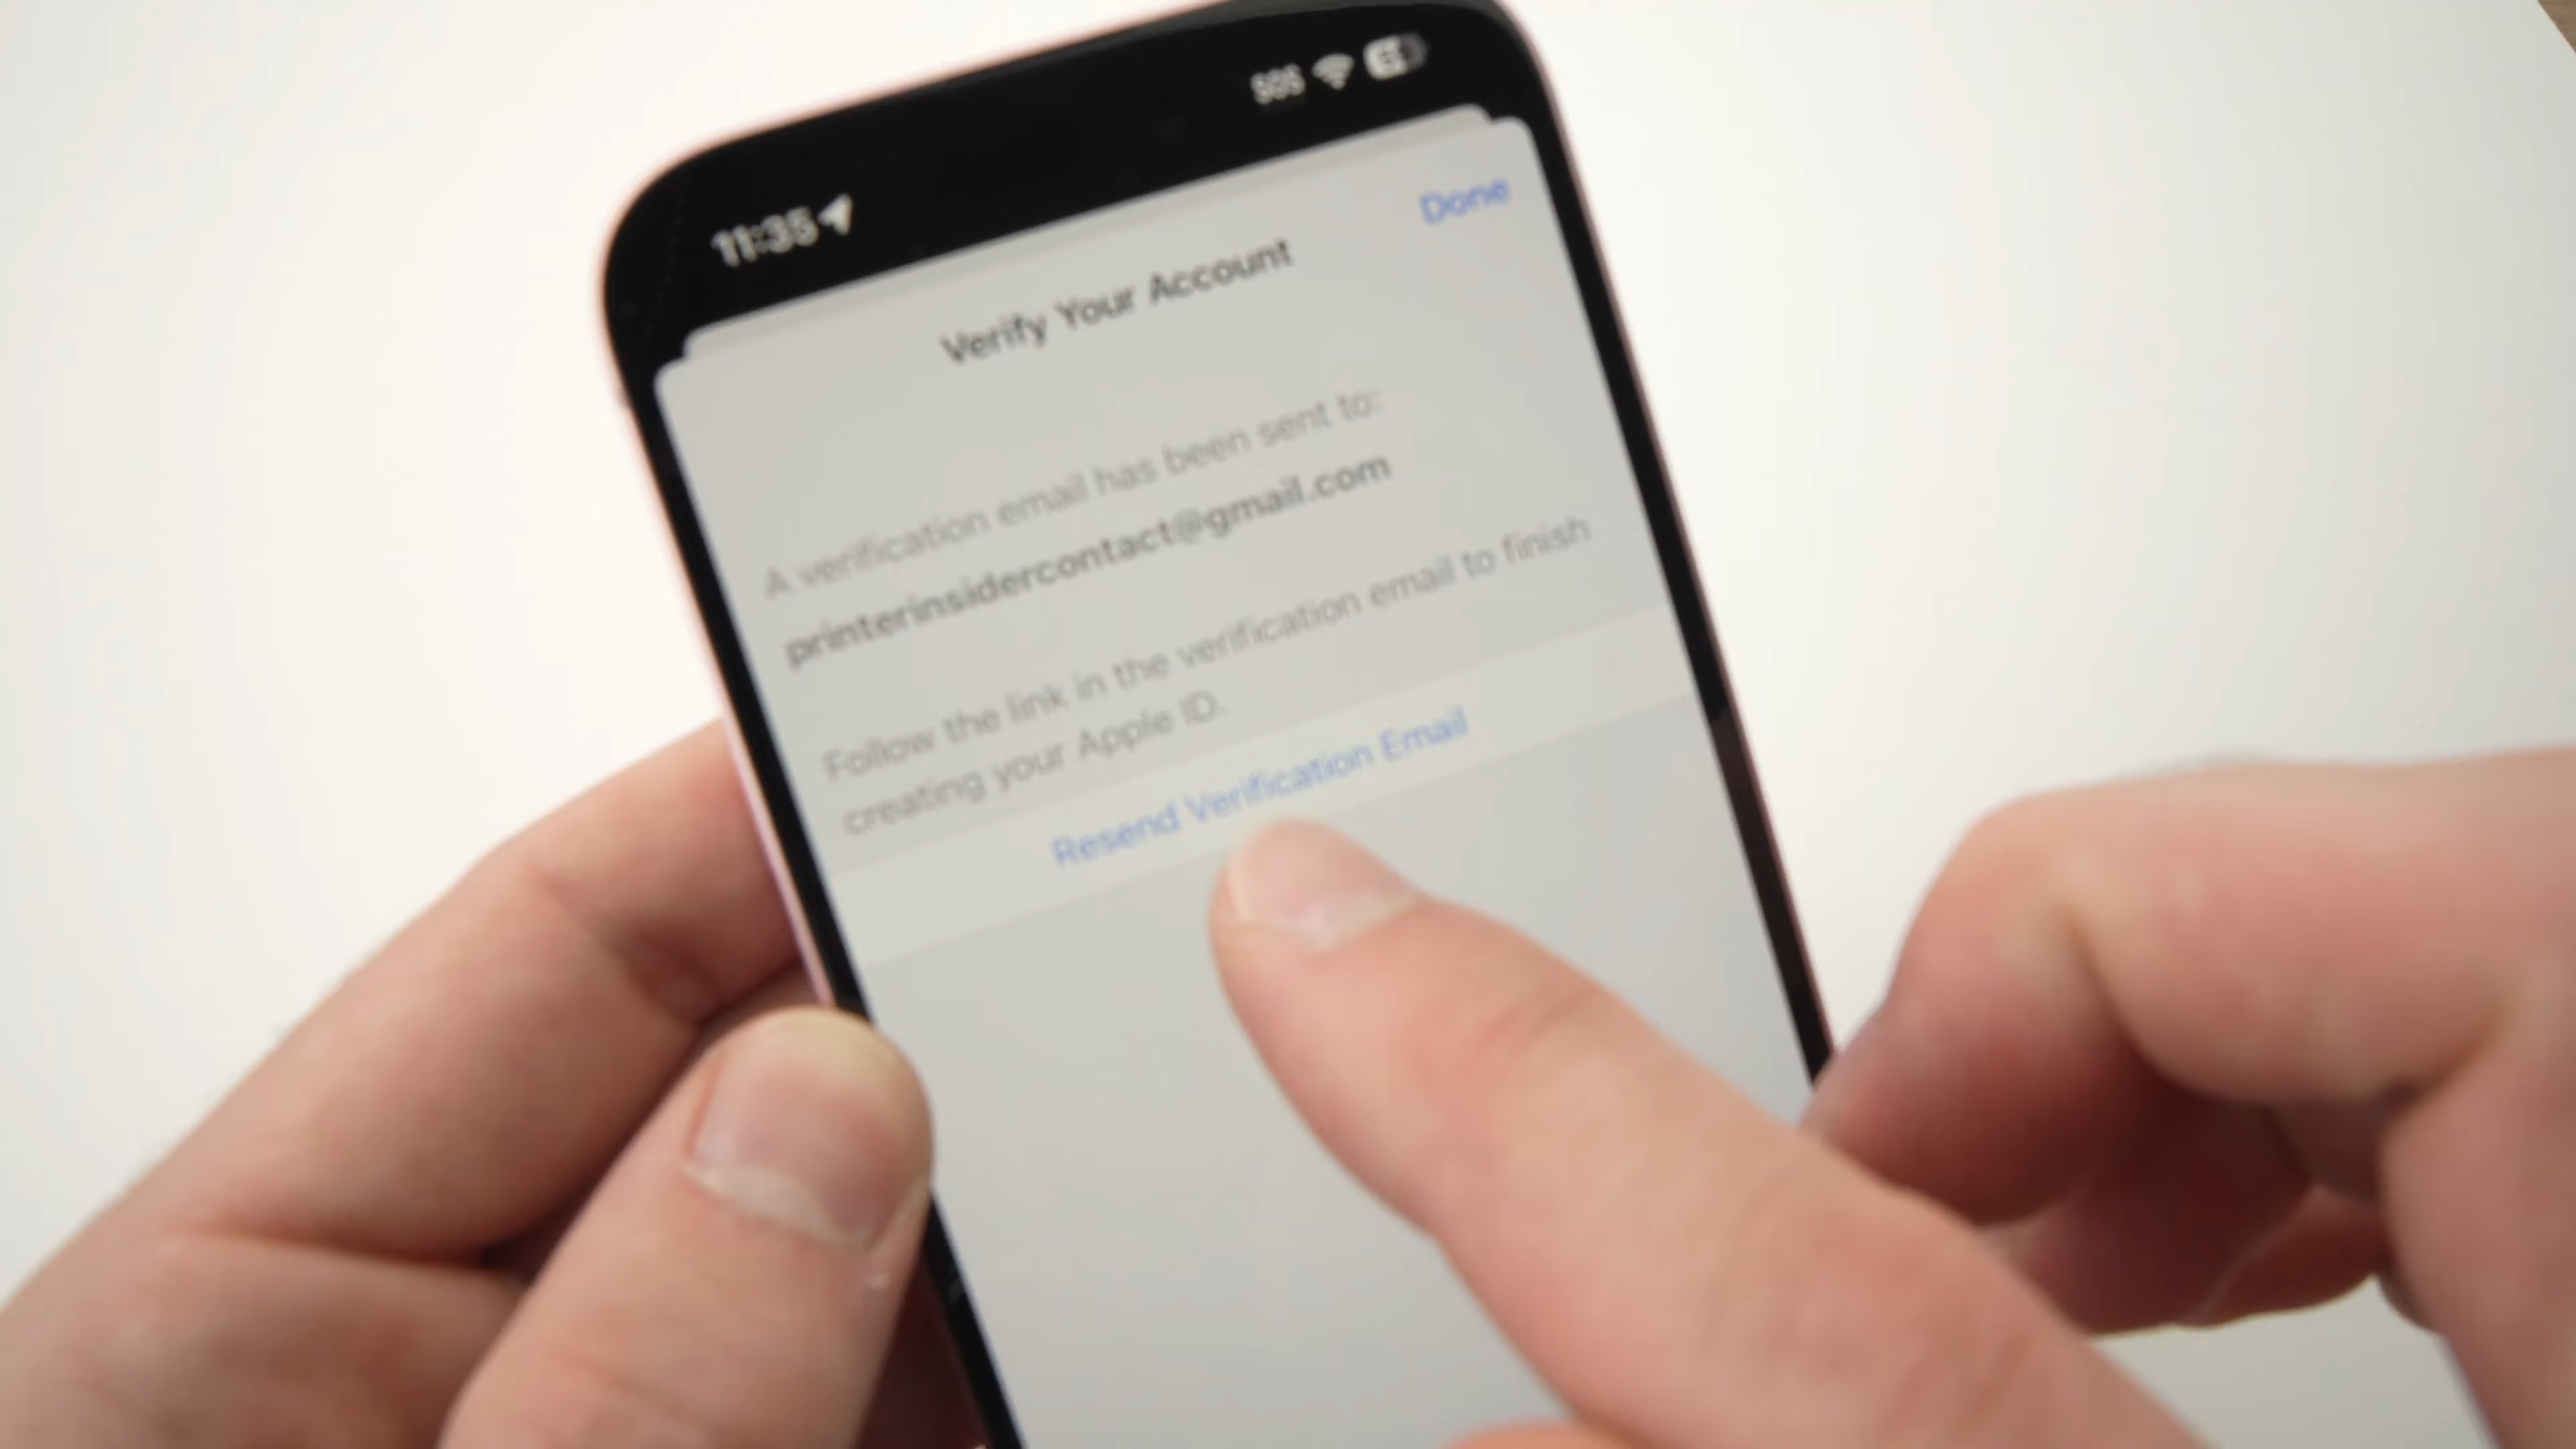 11:35
SOS
Done
Verify Your Account
A verification email has been sent to:
printerinsidercontact@gmail.com
Follow the link in the verification email to finish
creating your Apple ID.
Resend Verification Email